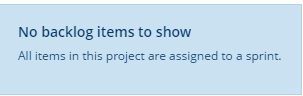 No backlog items to show
All items in this project are assigned to a sprint.